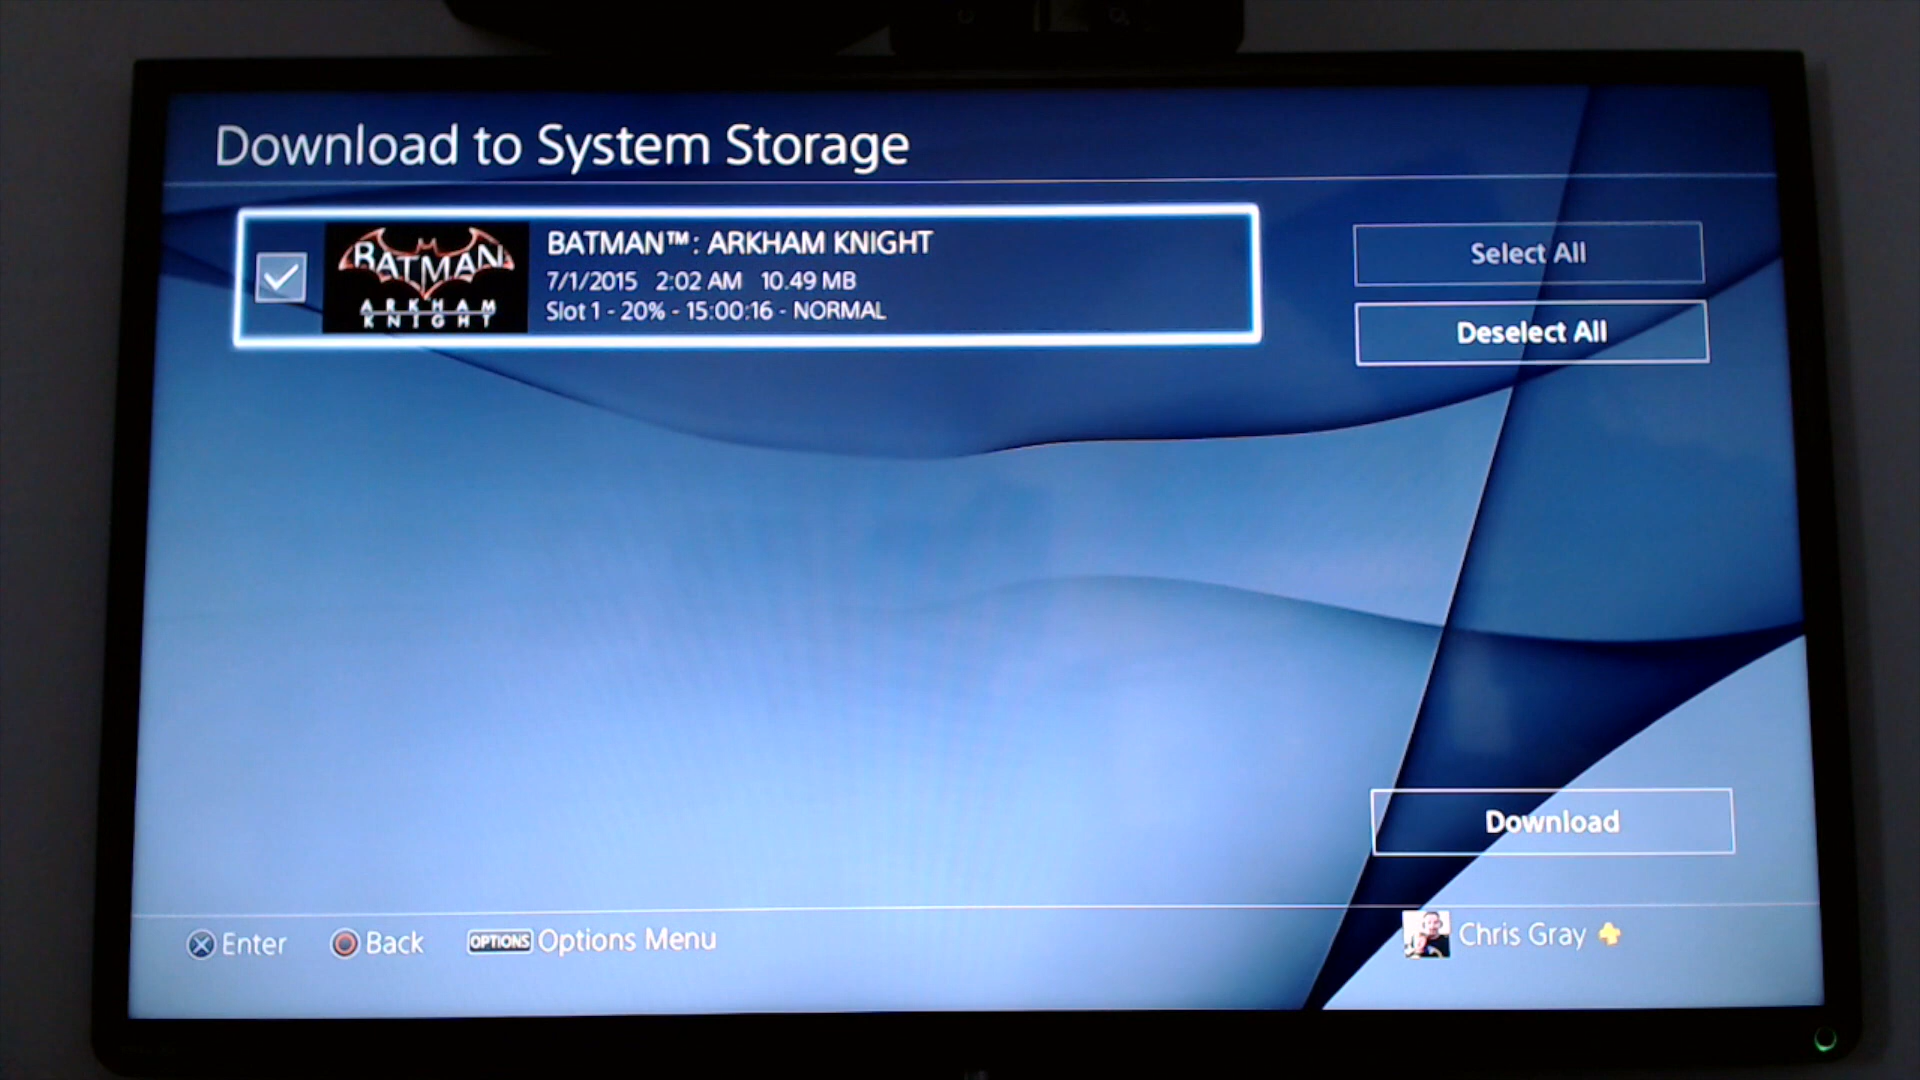 Download to System Storage
BATMAN
ARKHAM
KNIGHT
BATMAN™: ARKHAM KNIGHT
7/1/2015 2:02 AM 10.49 MB
Slot 1 - 20% - 15:00:16 - NORMAL
Select All
Deselect All
Download
Enter
Back
OPTIONS Options Menu
Chris Gray